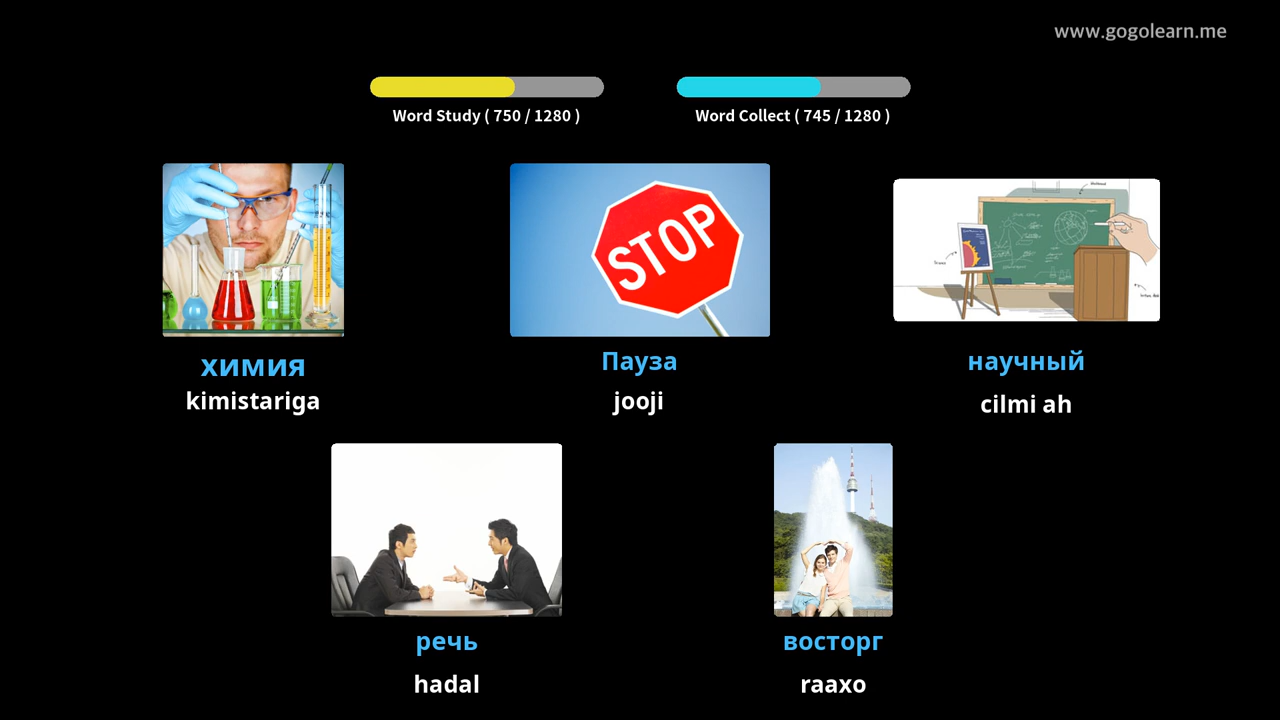 www.gogolearn.me
Word Study ( 750 / 1280 )
Word Collect ( 745 / 1280 )
STOP
химия
kimistariga
Пауза
jooji
научный
cilmi ah
речь
hadal
восторг
raaxo